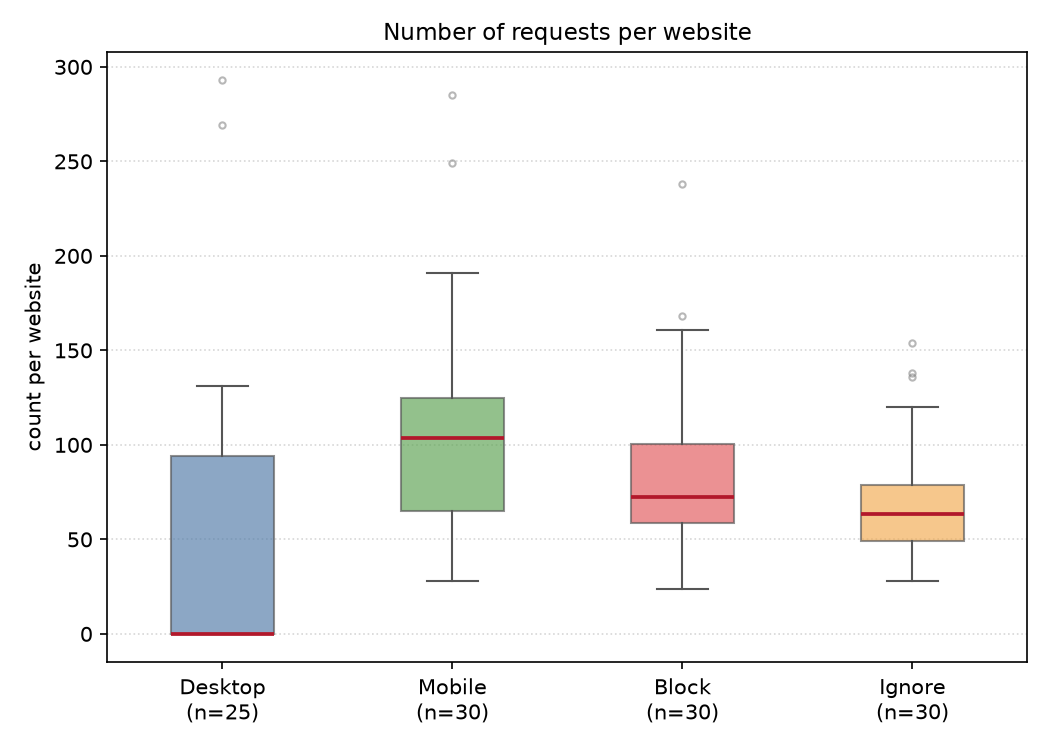 Number of requests per website
count per website
300
250
200
150
100
50
0
Desktop
(n=25)
Mobile
(n=30)
Block
(n=30)
Ignore
(n=30)